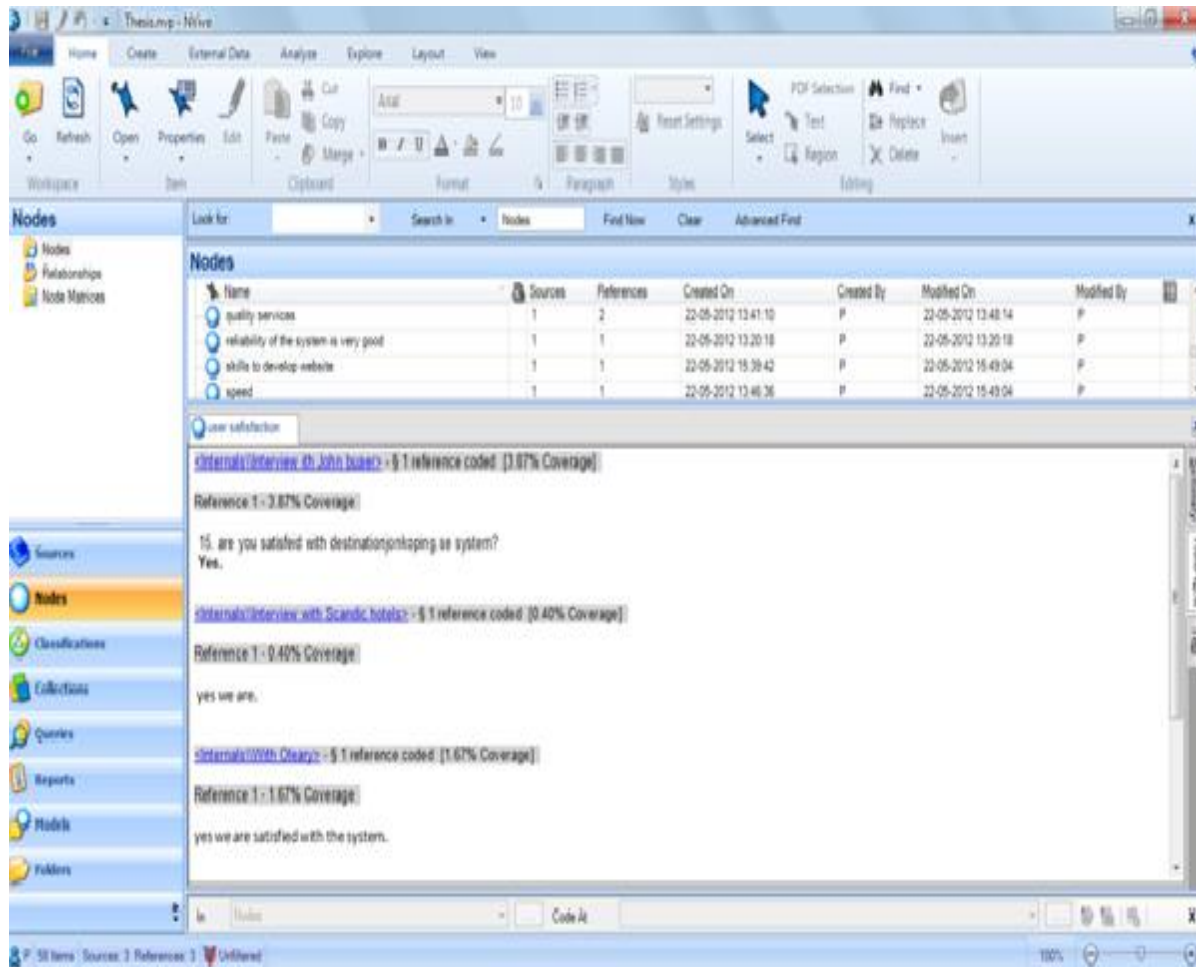 Thesis.nvp - NVivo
File Home Create External Data Analyze Explore Layout View
Go Refresh Open Properties Edit Paste Cut Copy Merge
Arial 10
B I U
Reset Settings
Select PDF Selection Text Region Find Replace Delete Insert
Workspace Item Clipboard Format Paragraph Styles Editing
Nodes
Nodes
Relationships
Node Matrices
Look for Search In Nodes Find Now Clear Advanced Find
Nodes
Name Sources References Created On Created By Modified On Modified By
quality services 1 2 22-05-2012 13:41:10 P 22-05-2012 13:48:14 P
reliability of the system is very good 1 1 22-05-2012 13:20:18 P 22-05-2012 13:20:18 P
skills to develop website 1 1 22-05-2012 15:39:42 P 22-05-2012 15:49:04 P
speed 1 1 22-05-2012 13:46:36 P 22-05-2012 15:49:04 P
user satisfaction
- § 1 reference coded [3.87% Coverage]
Reference 1 - 3.87% Coverage
15. are you satisfeid with destinationjonkoping se system?
Yes.
<Internals\\Interview with Scandic hotels> - § 1 reference coded [0.40% Coverage]
Reference 1 - 0.40% Coverage
yes we are.
<Internals\\With Oleary> - § 1 reference coded [1.67% Coverage]
Reference 1 - 1.67% Coverage
yes we are satisfied with the system.
Sources
Nodes
Classifications
Collections
Queries
Reports
Models
Folders
In Nodes Code At
P 58 Items Sources: 3 References: 3 Unfiltered 100%